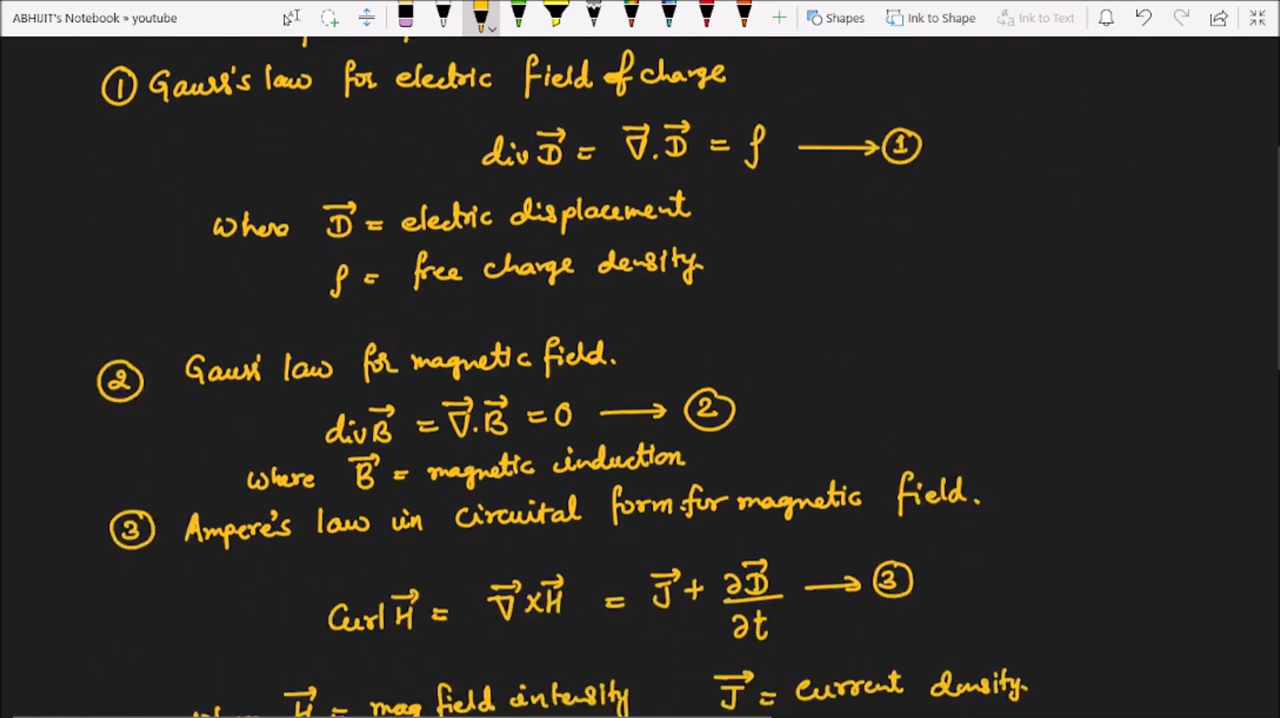 ABHIJIT's Notebook » youtube
Shapes Ink to Shape Ink to Text
① Gauss's law for electric field of charge
div D⃗ = ∇⃗.D⃗ = ρ ⟶ ①
where D⃗ = electric displacement
ρ = free charge density.
② Gauss' law for magnetic field.
div B⃗ = ∇⃗.B⃗ = 0 ⟶ ②
where B⃗ = magnetic induction
③ Ampere's law in circuital form for magnetic field.
Curl H⃗ = ∇⃗×H⃗ = J⃗ + ∂D⃗/∂t ⟶ ③
where H⃗ = mag field intensity J⃗ = current density.